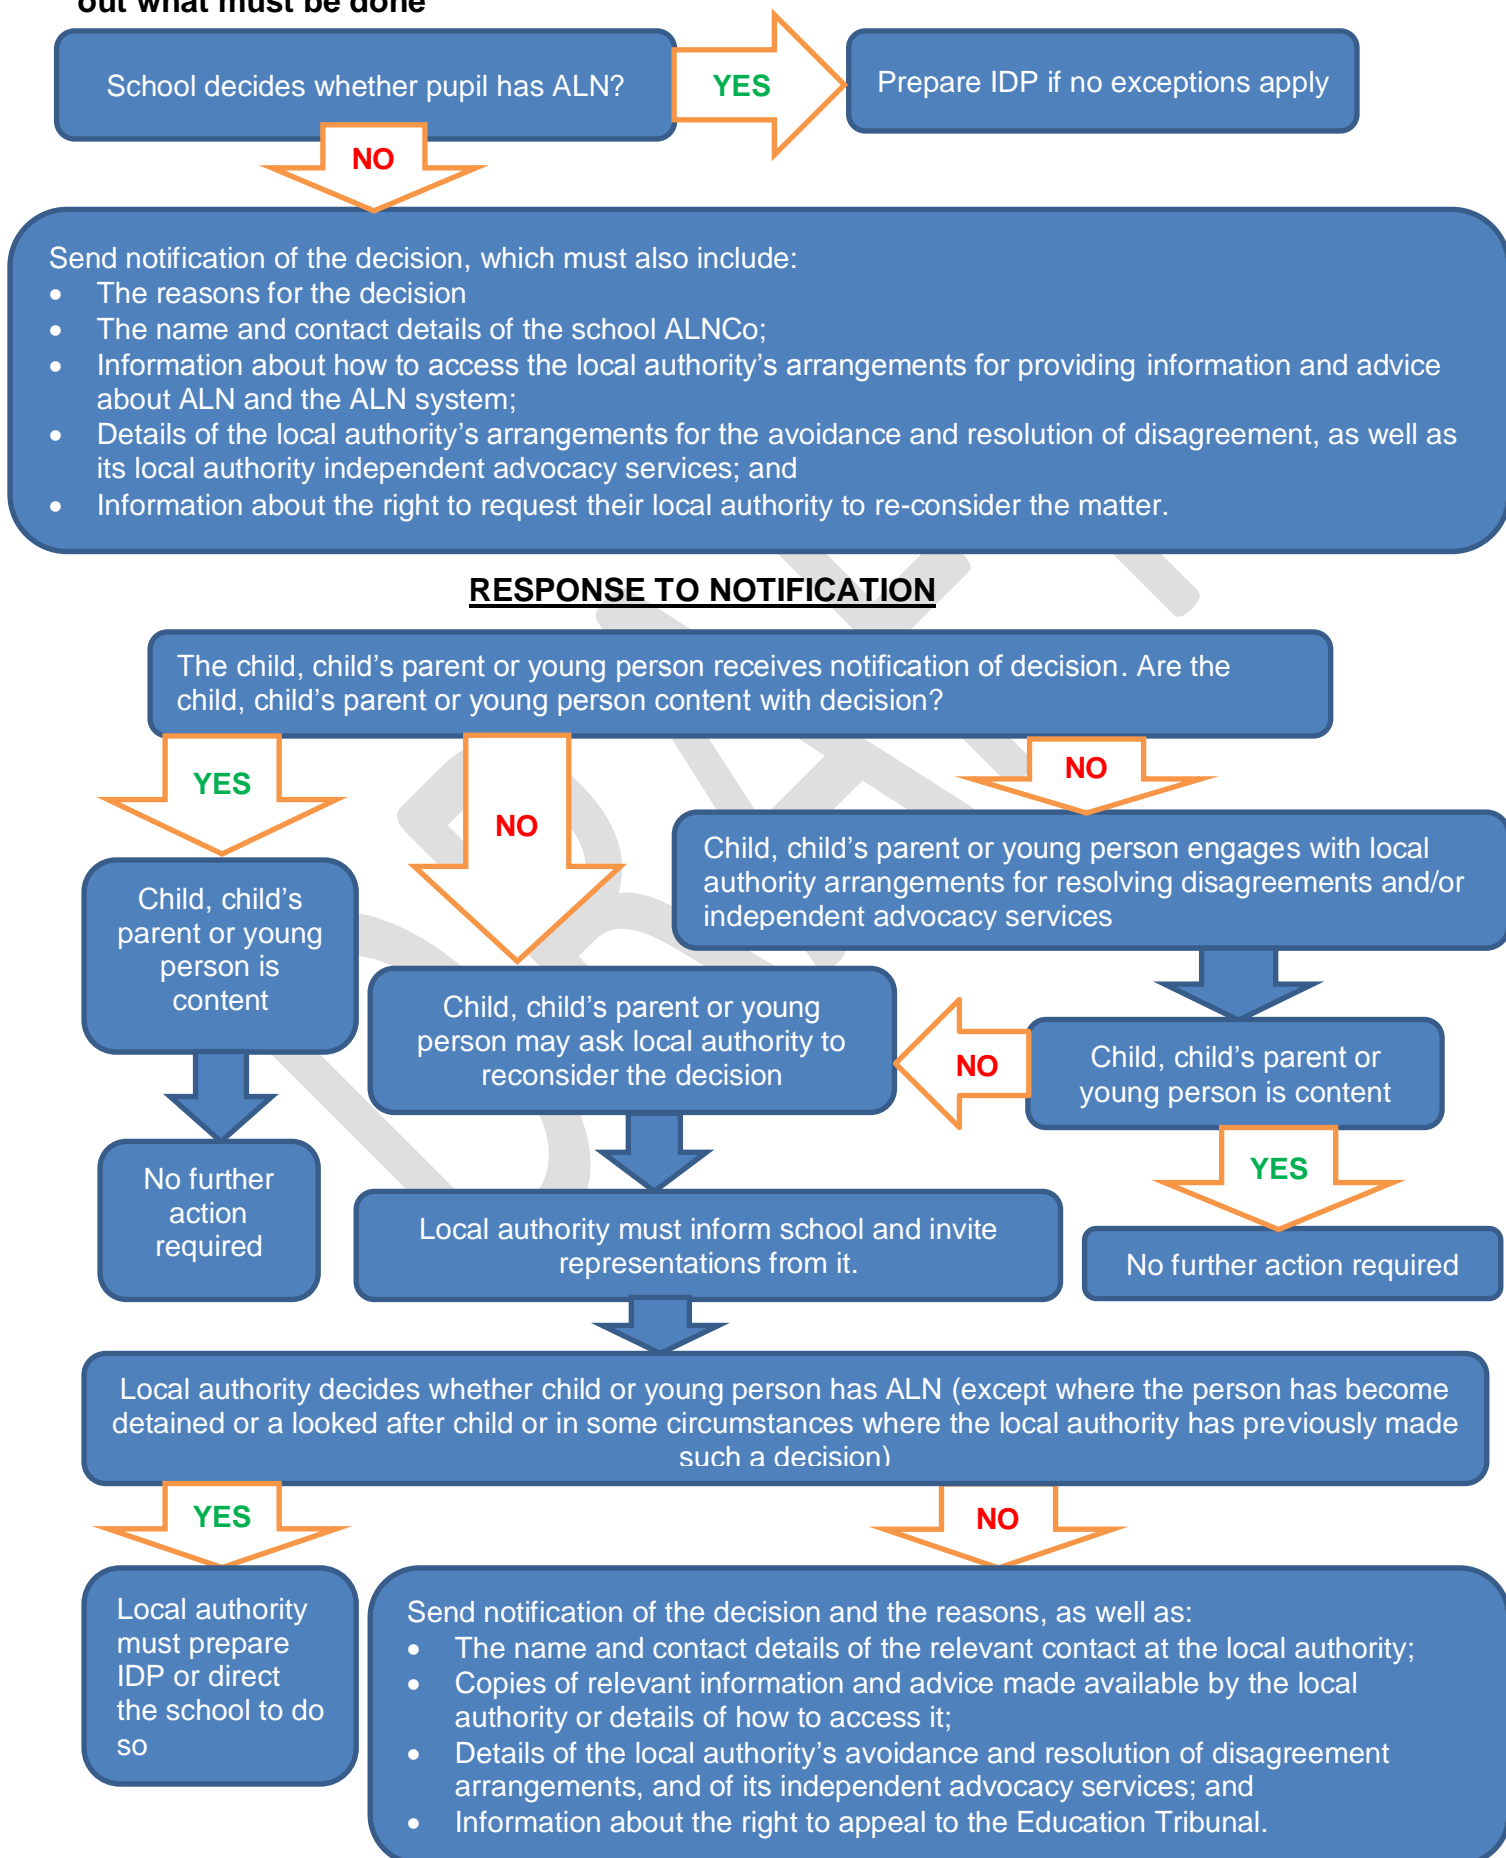 out what must be done
School decides whether pupil has ALN?
YES
Prepare IDP if no exceptions apply
NO
Send notification of the decision, which must also include:
• The reasons for the decision
• The name and contact details of the school ALNCo;
• Information about how to access the local authority’s arrangements for providing information and advice
about ALN and the ALN system;
• Details of the local authority’s arrangements for the avoidance and resolution of disagreement, as well as
its local authority independent advocacy services; and
• Information about the right to request their local authority to re-consider the matter.
DRAFT
RESPONSE TO NOTIFICATION
The child, child’s parent or young person receives notification of decision. Are the
child, child’s parent or young person content with decision?
YES
NO
NO
Child, child’s parent or young person engages with local
authority arrangements for resolving disagreements and/or
independent advocacy services
Child, child’s
parent or young
person is
content
Child, child’s parent or young
person may ask local authority to
reconsider the decision
NO
Child, child’s parent or
young person is content
No further
action
required
YES
Local authority must inform school and invite
representations from it.
No further action required
Local authority decides whether child or young person has ALN (except where the person has become
detained or a looked after child or in some circumstances where the local authority has previously made
such a decision)
YES
NO
Local authority
must prepare
IDP or direct
the school to do
so
Send notification of the decision and the reasons, as well as:
• The name and contact details of the relevant contact at the local authority;
• Copies of relevant information and advice made available by the local
authority or details of how to access it;
• Details of the local authority’s avoidance and resolution of disagreement
arrangements, and of its independent advocacy services; and
• Information about the right to appeal to the Education Tribunal.